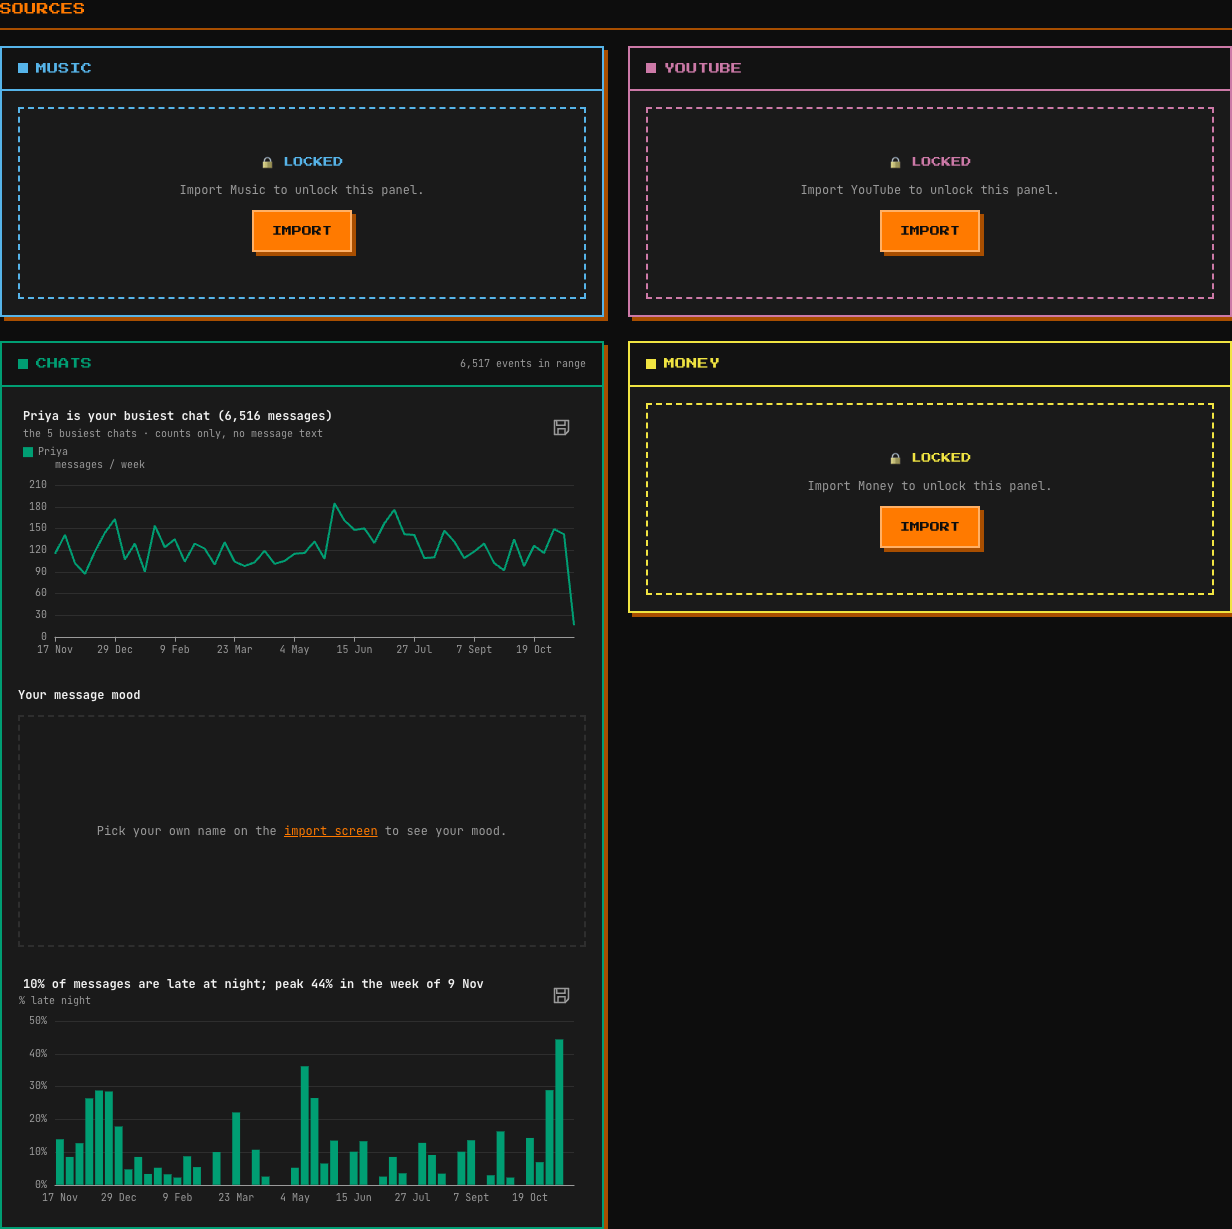 SOURCES
MUSIC
LOCKED
Import Music to unlock this panel.
IMPORT
YOUTUBE
LOCKED
Import YouTube to unlock this panel.
IMPORT
CHATS
6,517 events in range
Priya is your busiest chat (6,516 messages)
the 5 busiest chats · counts only, no message text
Priya
messages / week
210
180
150
120
90
60
30
0
17 Nov 29 Dec 9 Feb 23 Mar 4 May 15 Jun 27 Jul 7 Sept 19 Oct
Your message mood
Pick your own name on the import screen to see your mood.
10% of messages are late at night; peak 44% in the week of 9 Nov
% late night
50%
40%
30%
20%
10%
0%
17 Nov 29 Dec 9 Feb 23 Mar 4 May 15 Jun 27 Jul 7 Sept 19 Oct
MONEY
LOCKED
Import Money to unlock this panel.
IMPORT